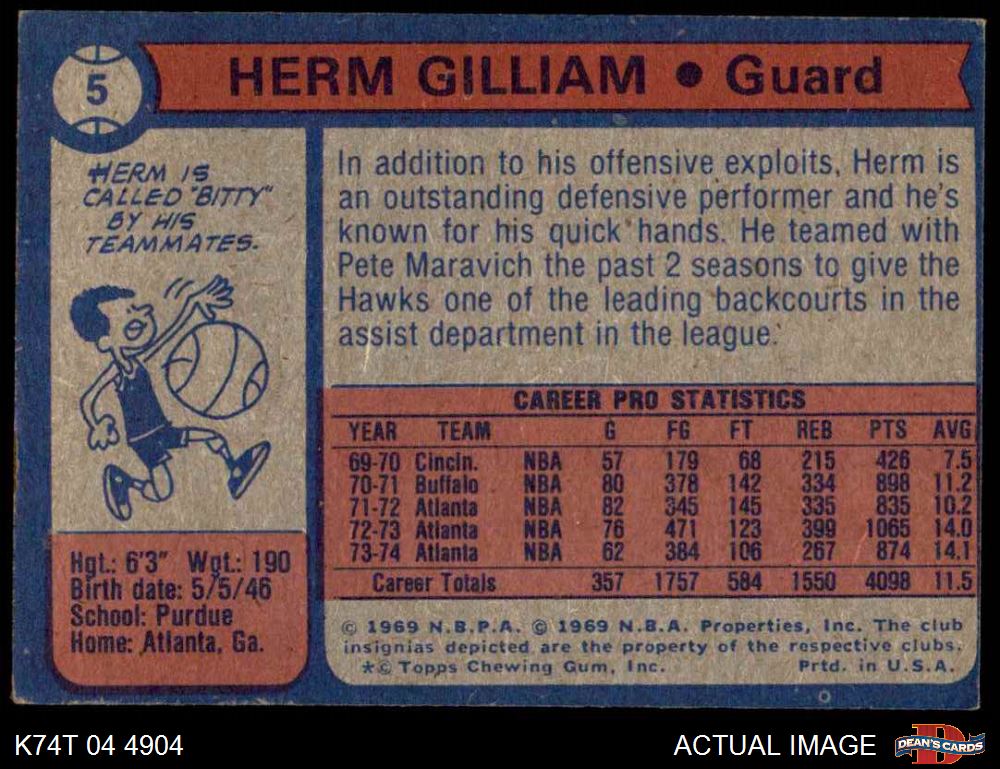 5
HERM GILLIAM ● Guard
HERM IS
CALLED "BITTY"
BY HIS
TEAMMATES.
In addition to his offensive exploits, Herm is
an outstanding defensive performer and he's
known for his quick hands. He teamed with
Pete Maravich the past 2 seasons to give the
Hawks one of the leading backcourts in the
assist department in the league.
CAREER PRO STATISTICS
YEAR TEAM G FG FT REB PTS AVG
69-70 Cincin. NBA 57 179 68 215 426 7.5
70-71 Buffalo NBA 80 378 142 334 898 11.2
71-72 Atlanta NBA 82 345 145 335 835 10.2
72-73 Atlanta NBA 76 471 123 399 1065 14.0
73-74 Atlanta NBA 62 384 106 267 874 14.1
Career Totals 357 1757 584 1550 4098 11.5
Hgt.: 6'3" Wgt.: 190
Birth date: 5/5/46
School: Purdue
Home: Atlanta, Ga.
© 1969 N.B.P.A. © 1969 N.B.A. Properties, Inc. The club
insignias depicted are the property of the respective clubs.
*© Topps Chewing Gum, Inc. Prtd. in U.S.A.
K74T 04 4904
ACTUAL IMAGE
D
DEAN'S CARDS